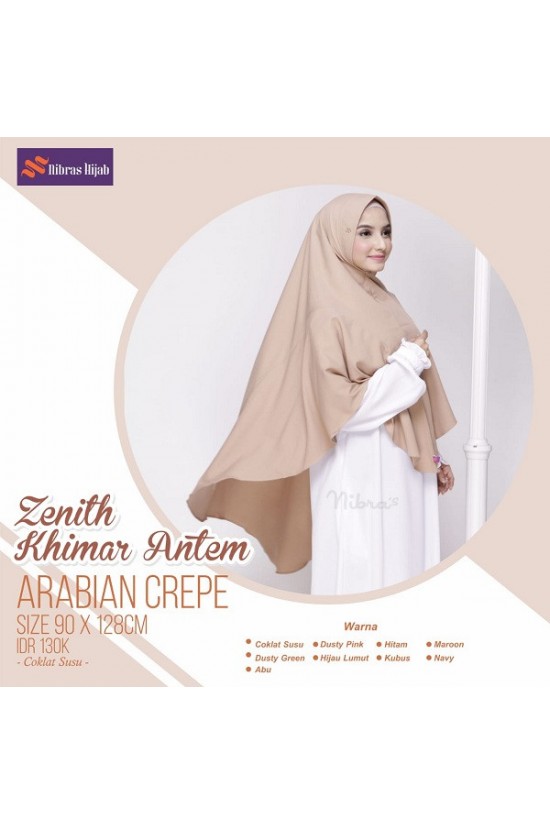 Nibras Hijab
nibra's
Zenith
Khimar Antem
ARABIAN CREPE
SIZE 90 X 128CM
IDR 130K
- Coklat Susu -
Warna
• Coklat Susu • Dusty Pink • Hitam • Maroon
• Dusty Green • Hijau Lumut • Kubus • Navy
• Abu